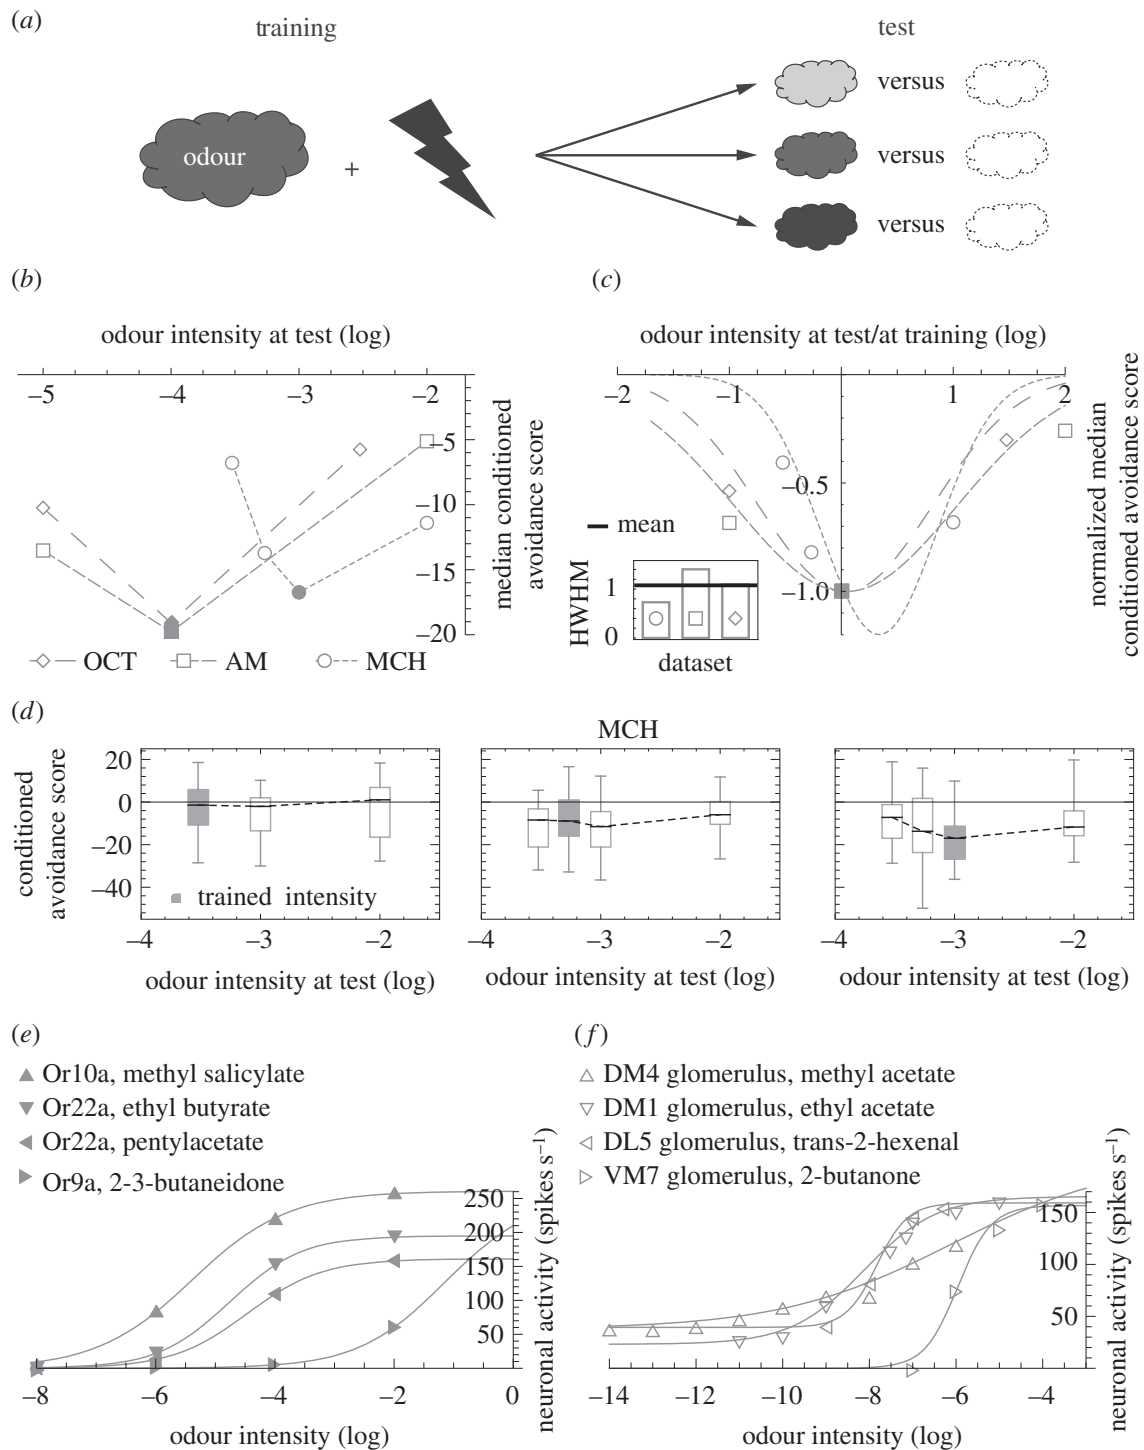 (a)
training
test
odour
+
versus
versus
versus
(b)
odour intensity at test (log)
−5 −4 −3 −2
−5
−10
−15
−20
median conditioned
avoidance score
OCT AM MCH
(c)
odour intensity at test/at training (log)
−2 −1 1 2
−0.5
−1.0
normalized median
conditioned avoidance score
mean
HWHM
1
0
dataset
(d)
MCH
conditioned
avoidance score
20
0
−20
−40
trained intensity
−4 −3 −2
−4 −3 −2
−4 −3 −2
odour intensity at test (log)
odour intensity at test (log)
odour intensity at test (log)
(e)
Or10a, methyl salicylate
Or22a, ethyl butyrate
Or22a, pentylacetate
Or9a, 2-3-butaneidone
250
200
150
100
50
neuronal activity (spikes s−1)
−8 −6 −4 −2 0
odour intensity (log)
(f)
DM4 glomerulus, methyl acetate
DM1 glomerulus, ethyl acetate
DL5 glomerulus, trans-2-hexenal
VM7 glomerulus, 2-butanone
150
100
50
neuronal activity (spikes s−1)
−14 −12 −10 −8 −6 −4
odour intensity (log)